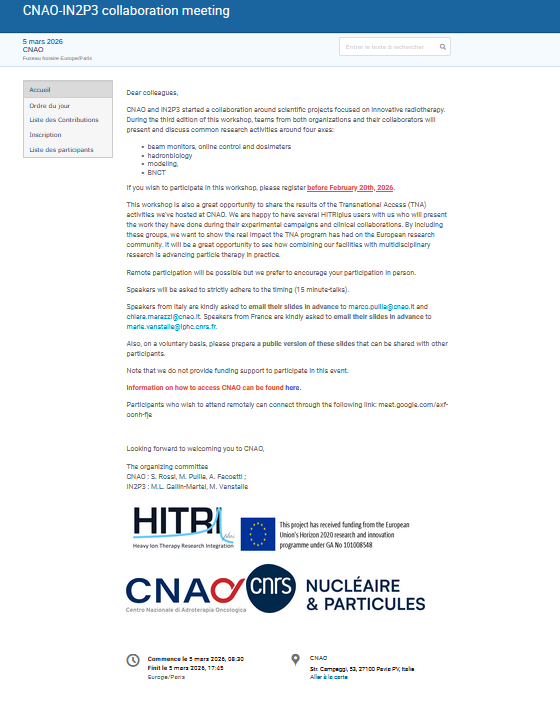 CNAO-IN2P3 collaboration meeting
5 mars 2026
CNAO
Fuseau horaire Europe/Paris
Entrer le texte à rechercher
Accueil
Ordre du jour
Liste des Contributions
Inscription
Liste des participants
Dear colleagues,
CNAO and IN2P3 started a collaboration around scientific projects focused on innovative radiotherapy.
During the third edition of this workshop, teams from both organizations and their collaborators will
present and discuss common research activities around four axes:
• beam monitors, online control and dosimeters
• hadronbiology
• modeling,
• BNCT
If you wish to participate in this workshop, please register before February 20th, 2026.
This workshop is also a great opportunity to share the results of the Transnational Access (TNA)
activities we've hosted at CNAO. We are happy to have several HITRIplus users with us who will present
the work they have done during their experimental campaigns and clinical collaborations. By including
these groups, we want to show the real impact the TNA program has had on the European research
community. It will be a great opportunity to see how combining our facilities with multidisciplinary
research is advancing particle therapy in practice.
Remote participation will be possible but we prefer to encourage your participation in person.
Speakers will be asked to strictly adhere to the timing (15 minute-talks).
Speakers from Italy are kindly asked to email their slides in advance to marco.pullia@cnao.it and
chiara.marazzi@cnao.it. Speakers from France are kindly asked to email their slides in advance to
marie.vanstalle@iphc.cnrs.fr.
Also, on a voluntary basis, please prepare a public version of these slides that can be shared with other
participants.
Note that we do not provide funding support to participate in this event.
Information on how to access CNAO can be found here.
Participants who wish to attend remotely can connect through the following link: meet.google.com/axf-
oonh-fje
Looking forward to welcoming you to CNAO,
The organizing committee
CNAO : S. Rossi, M. Pullia, A. Facoetti ;
IN2P3 : M.L. Gallin-Martel, M. Vanstalle
HITRI plus
Heavy Ion Therapy Research Integration
This project has received funding from the European
Union's Horizon 2020 research and innovation
programme under GA No 101008548
CNAO
Centro Nazionale di Adroterapia Oncologica
cnrs
NUCLÉAIRE
& PARTICULES
Commence le 5 mars 2026, 08:30
Finit le 5 mars 2026, 17:45
Europe/Paris
CNAO
Str. Campeggi, 53, 27100 Pavia PV, Italie
Aller à la carte